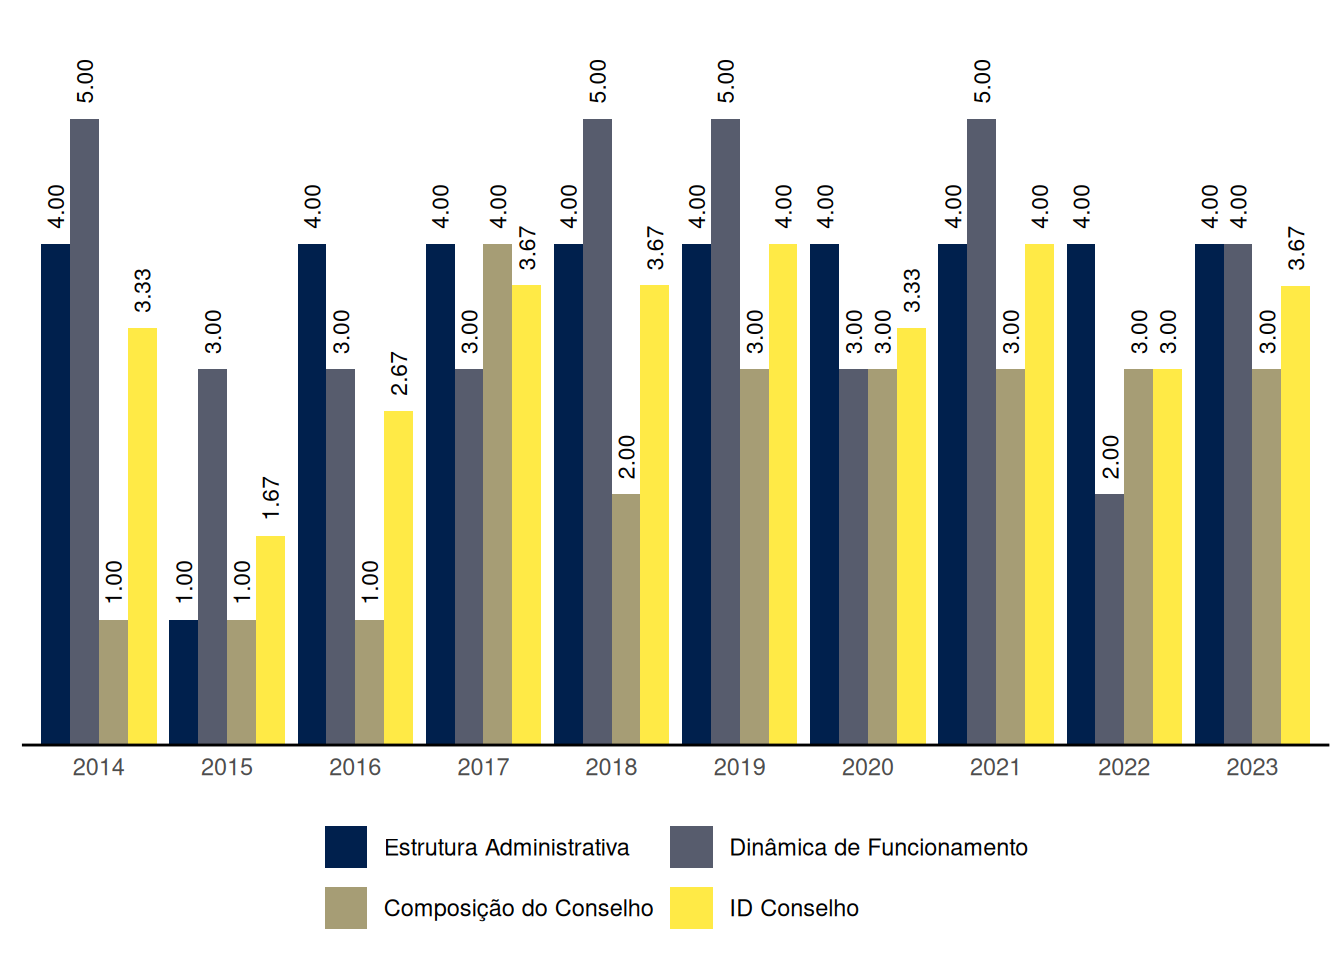 4.00 5.00 1.00 3.33
1.00 3.00 1.00 1.67
4.00 3.00 1.00 2.67
4.00 3.00 4.00 3.67
4.00 5.00 2.00 3.67
4.00 5.00 3.00 4.00
4.00 3.00 3.00 3.33
4.00 5.00 3.00 4.00
4.00 2.00 3.00 3.00
4.00 4.00 3.00 3.67
2014 2015 2016 2017 2018 2019 2020 2021 2022 2023
Estrutura Administrativa Dinâmica de Funcionamento
Composição do Conselho ID Conselho